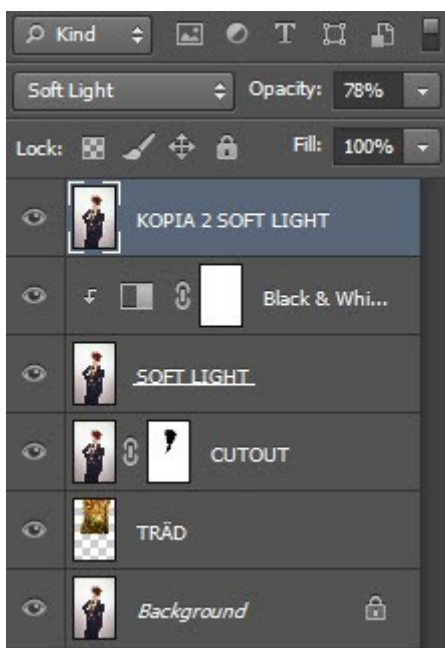 Kind T
Soft Light Opacity: 78%
Lock: Fill: 100%
KOPIA 2 SOFT LIGHT
Black & Whi...
SOFT LIGHT
CUTOUT
TRÄD
Background